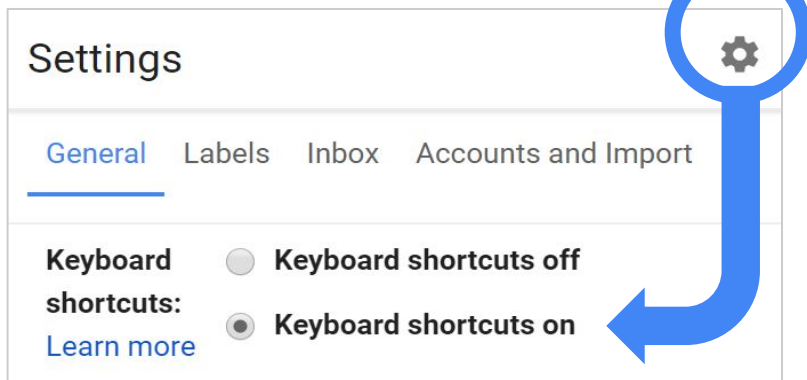 Settings
General Labels Inbox Accounts and Import
Keyboard shortcuts: Keyboard shortcuts off
Keyboard shortcuts on
Learn more